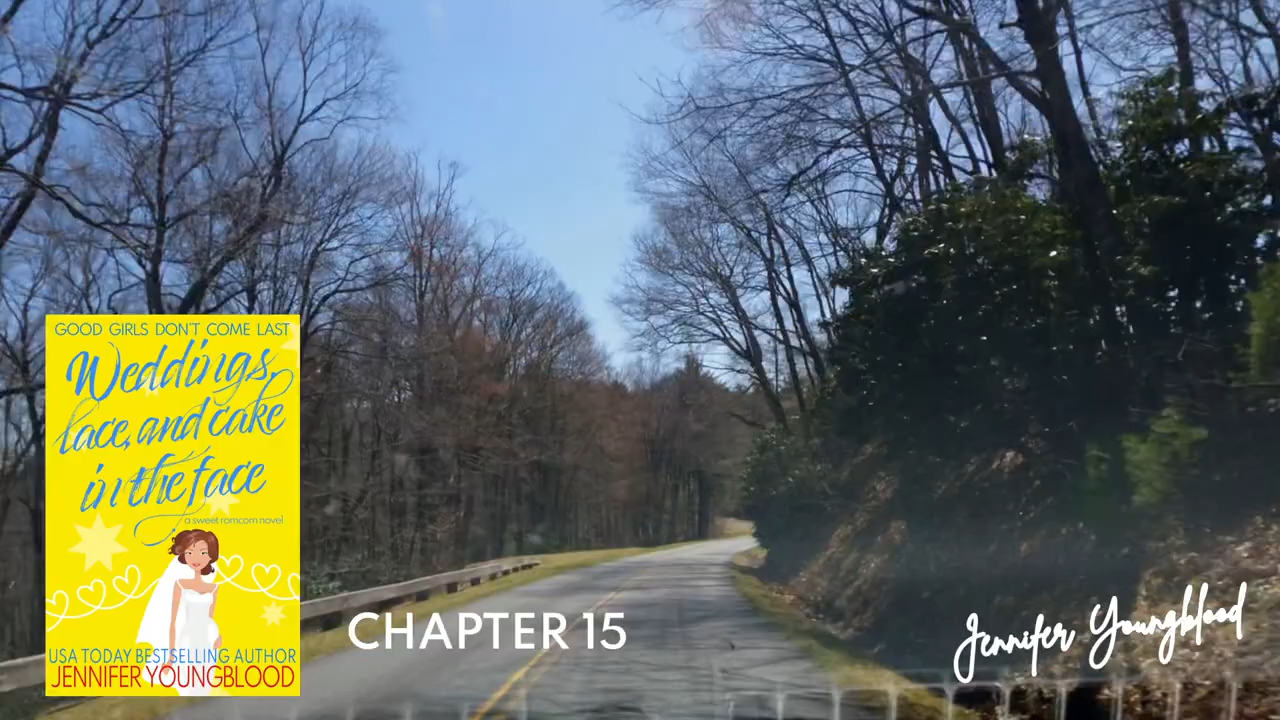 GOOD GIRLS DON'T COME LAST
Weddings,
lace, and cake
in the face
a sweet romcom novel
USA TODAY BESTSELLING AUTHOR
JENNIFER YOUNGBLOOD
CHAPTER 15
Jennifer Youngblood